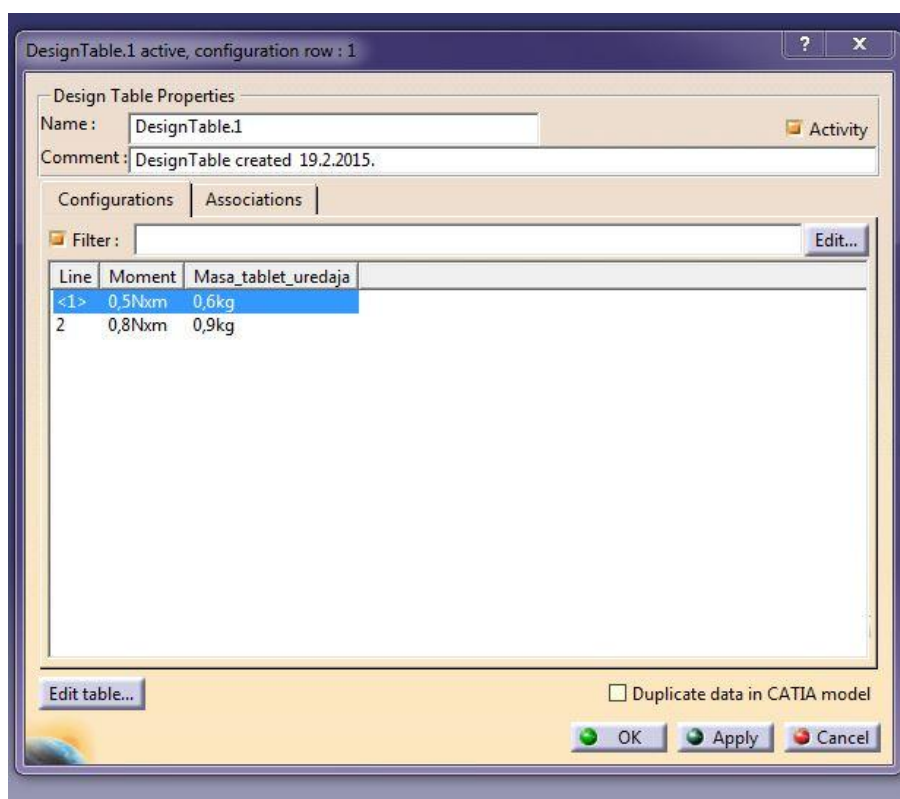 DesignTable.1 active, configuration row : 1
? x
Design Table Properties
Name : DesignTable.1 Activity
Comment : DesignTable created 19.2.2015.
Configurations Associations
Filter : Edit...
Line Moment Masa_tablet_uredaja
<1> 0,5Nxm 0,6kg
2 0,8Nxm 0,9kg
Edit table... Duplicate data in CATIA model
OK Apply Cancel